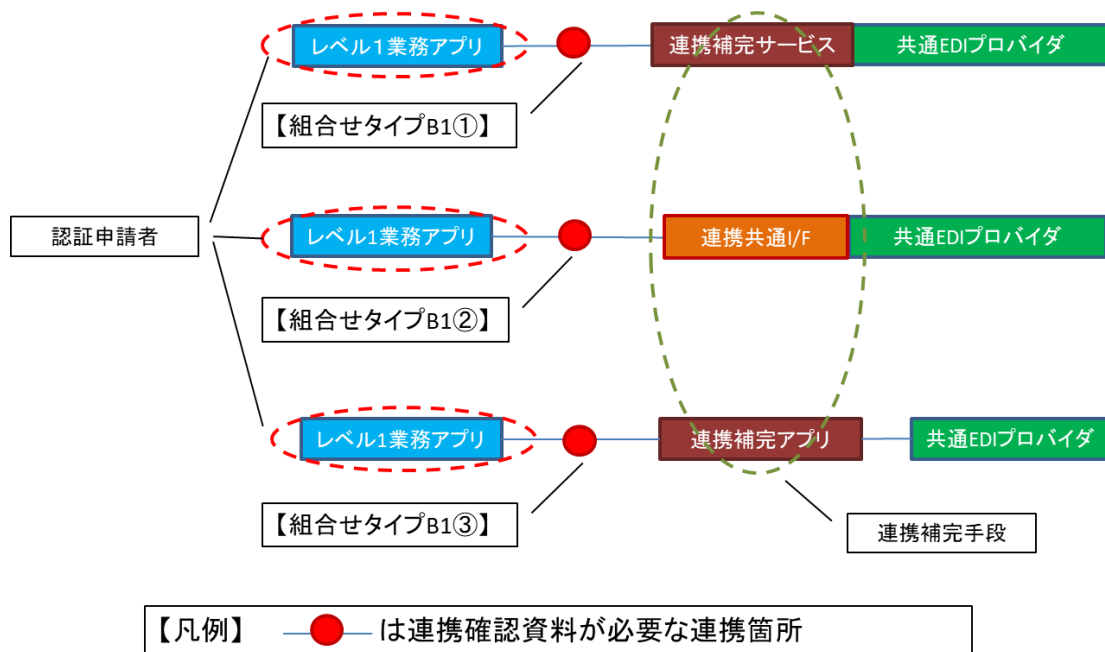 レベル１業務アプリ
連携補完サービス
共通EDIプロバイダ
【組合せタイプB1①】
認証申請者
レベル1業務アプリ
連携共通I/F
共通EDIプロバイダ
【組合せタイプB1②】
レベル1業務アプリ
連携補完アプリ
共通EDIプロバイダ
【組合せタイプB1③】
連携補完手段
【凡例】 は連携確認資料が必要な連携箇所